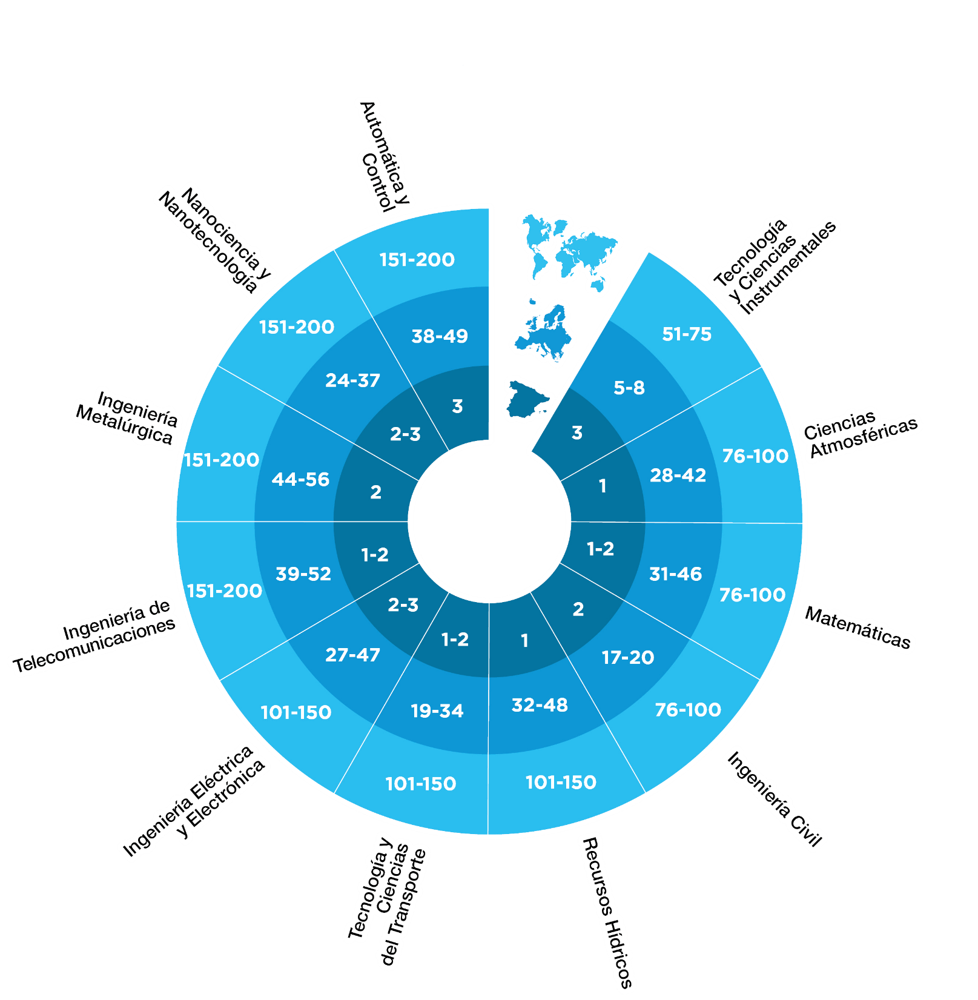 Tecnología
y Ciencias
Instrumentales
51-75
5-8
3
Ciencias
Atmosféricas
76-100
28-42
1
Matemáticas
76-100
31-46
1-2
Ingeniería Civil
76-100
17-20
2
Recursos Hídricos
101-150
32-48
1
Tecnología y
Ciencias
del Transporte
101-150
19-34
1-2
Ingeniería Eléctrica
y Electrónica
101-150
27-47
2-3
Ingeniería de
Telecomunicaciones
151-200
39-52
1-2
Ingeniería
Metalúrgica
151-200
44-56
2
Nanociencia y
Nanotecnología
151-200
24-37
2-3
Automática y
Control
151-200
38-49
3